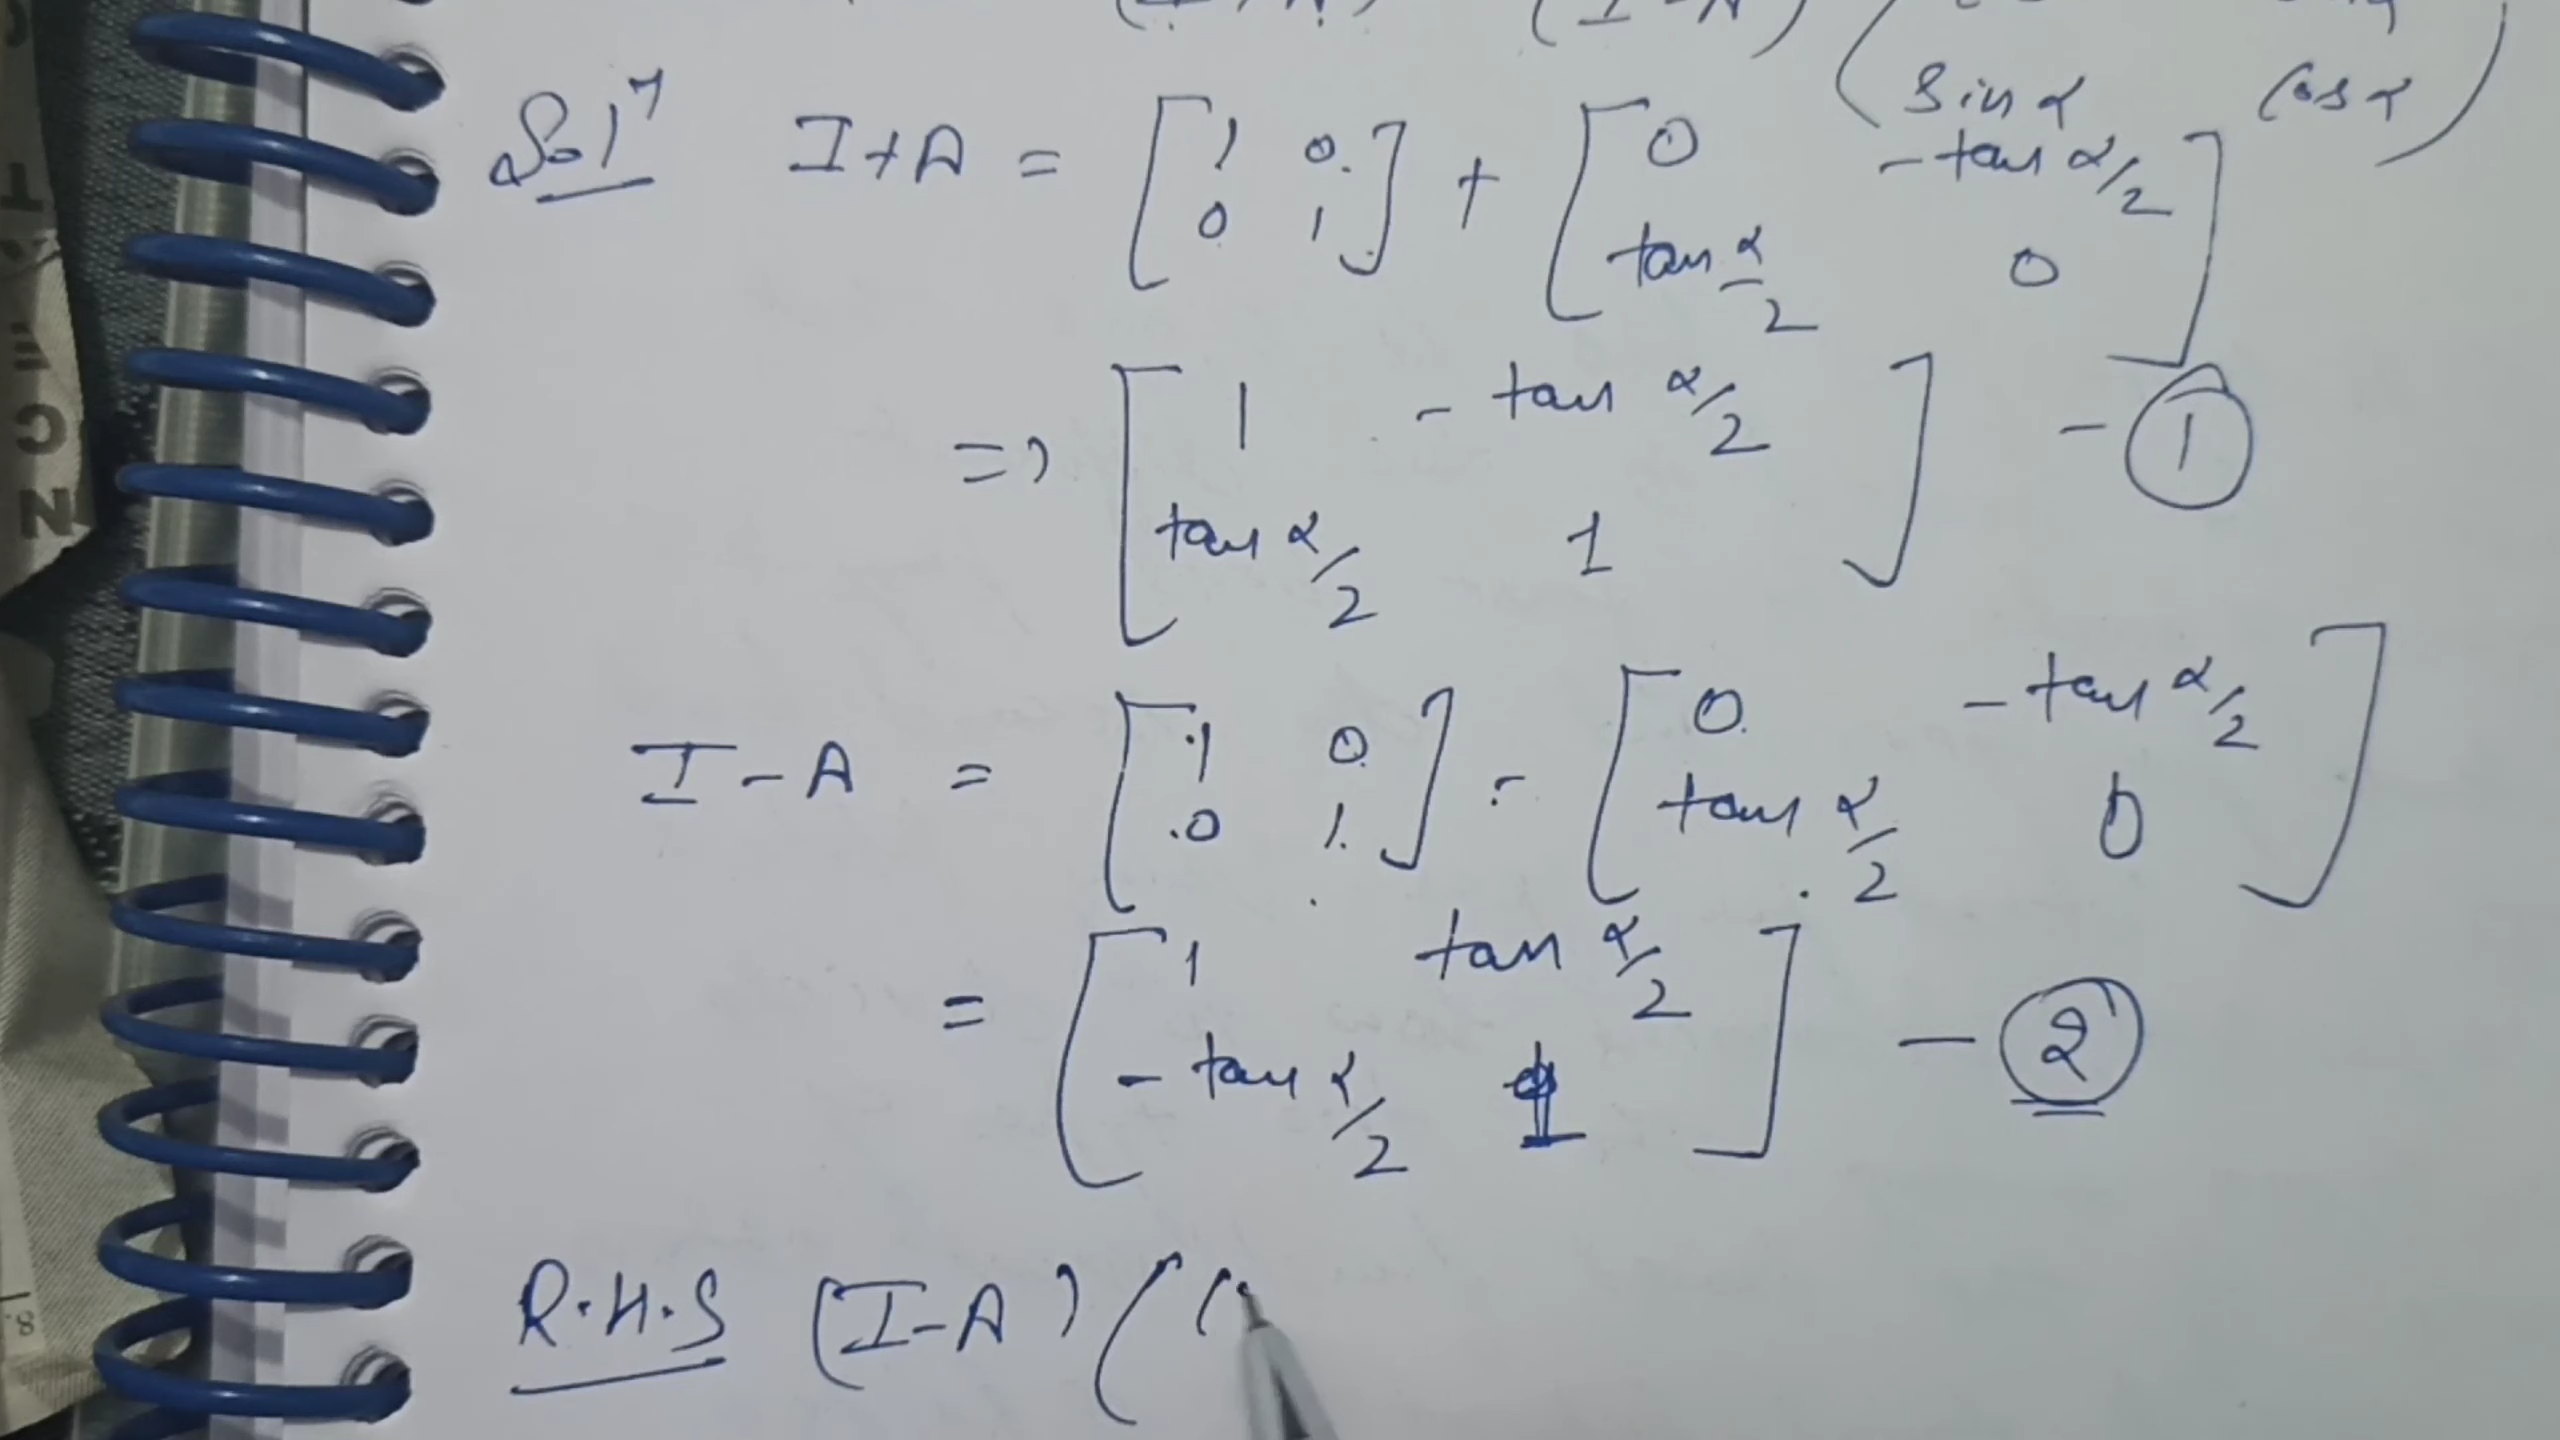 (I-A)
sin α cos α
Solⁿ I+A = [1 0 0 1] + [0 -tan α/2 tan α/2 0]
=> [1 - tan α/2 tan α/2 1] - ①
I-A = [1 0 0 1] - [0 -tan α/2 tan α/2 0]
= [1 tan α/2 - tan α/2 1] - ②
R.H.S (I-A) (